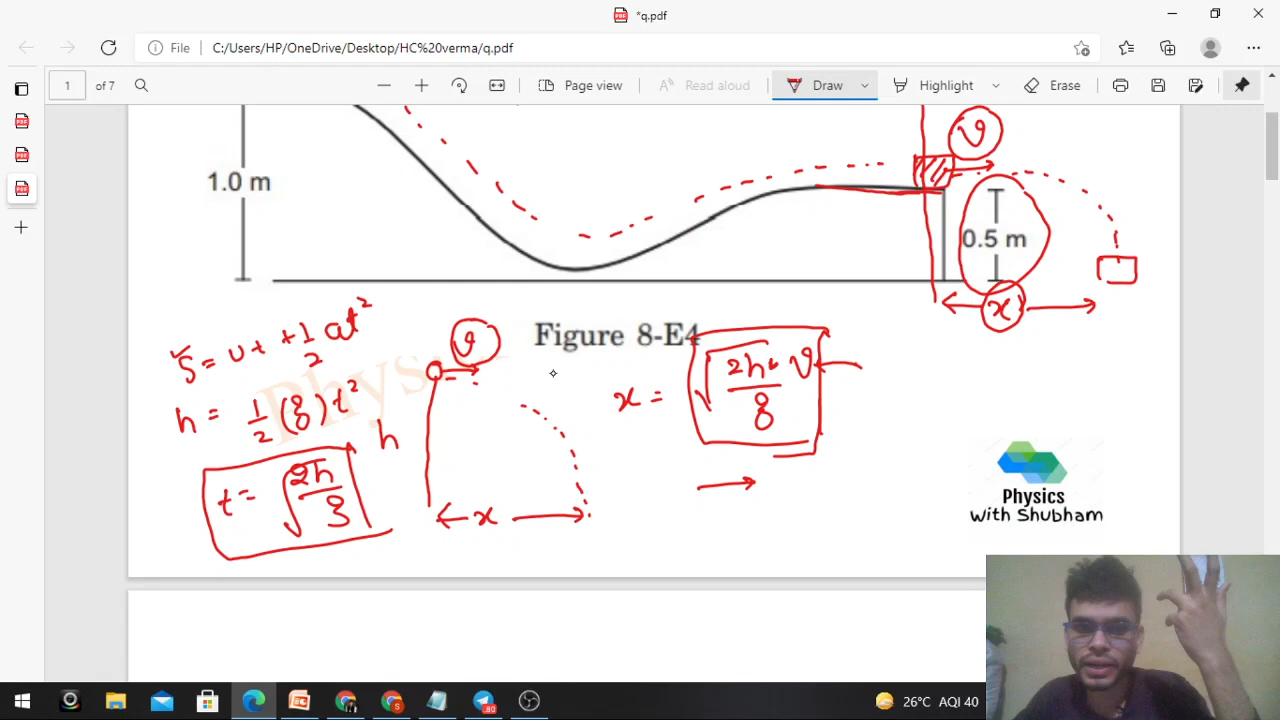 *q.pdf
File C:/Users/HP/OneDrive/Desktop/HC%20verma/q.pdf
1 of 7 Page view Read aloud Draw Highlight Erase
1.0 m
v
0.5 m
x
Figure 8-E4
S = ut + 1/2 at²
h = 1/2 (g) t²
t = √(2h/g)
v
h
x
x = √(2h/g) v
Physics
With Shubham
26°C AQI 40
80